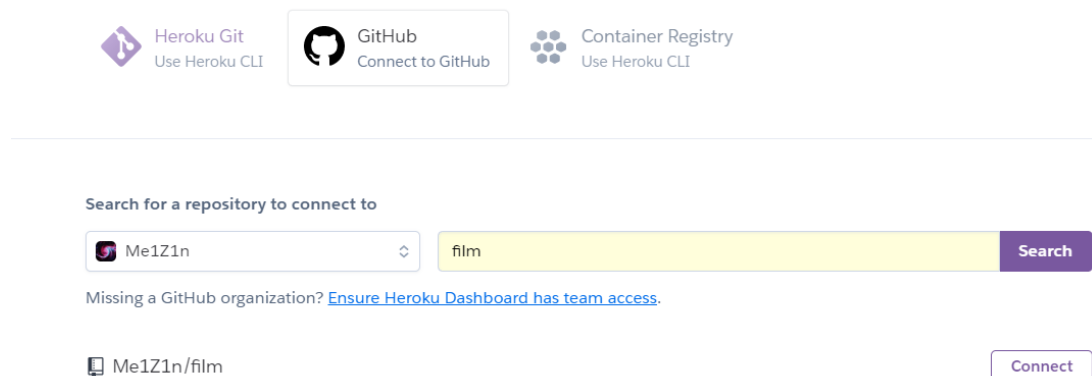 Heroku Git
Use Heroku CLI
GitHub
Connect to GitHub
Container Registry
Use Heroku CLI
Search for a repository to connect to
Me1Z1n
film
Search
Missing a GitHub organization? Ensure Heroku Dashboard has team access.
Me1Z1n/film
Connect